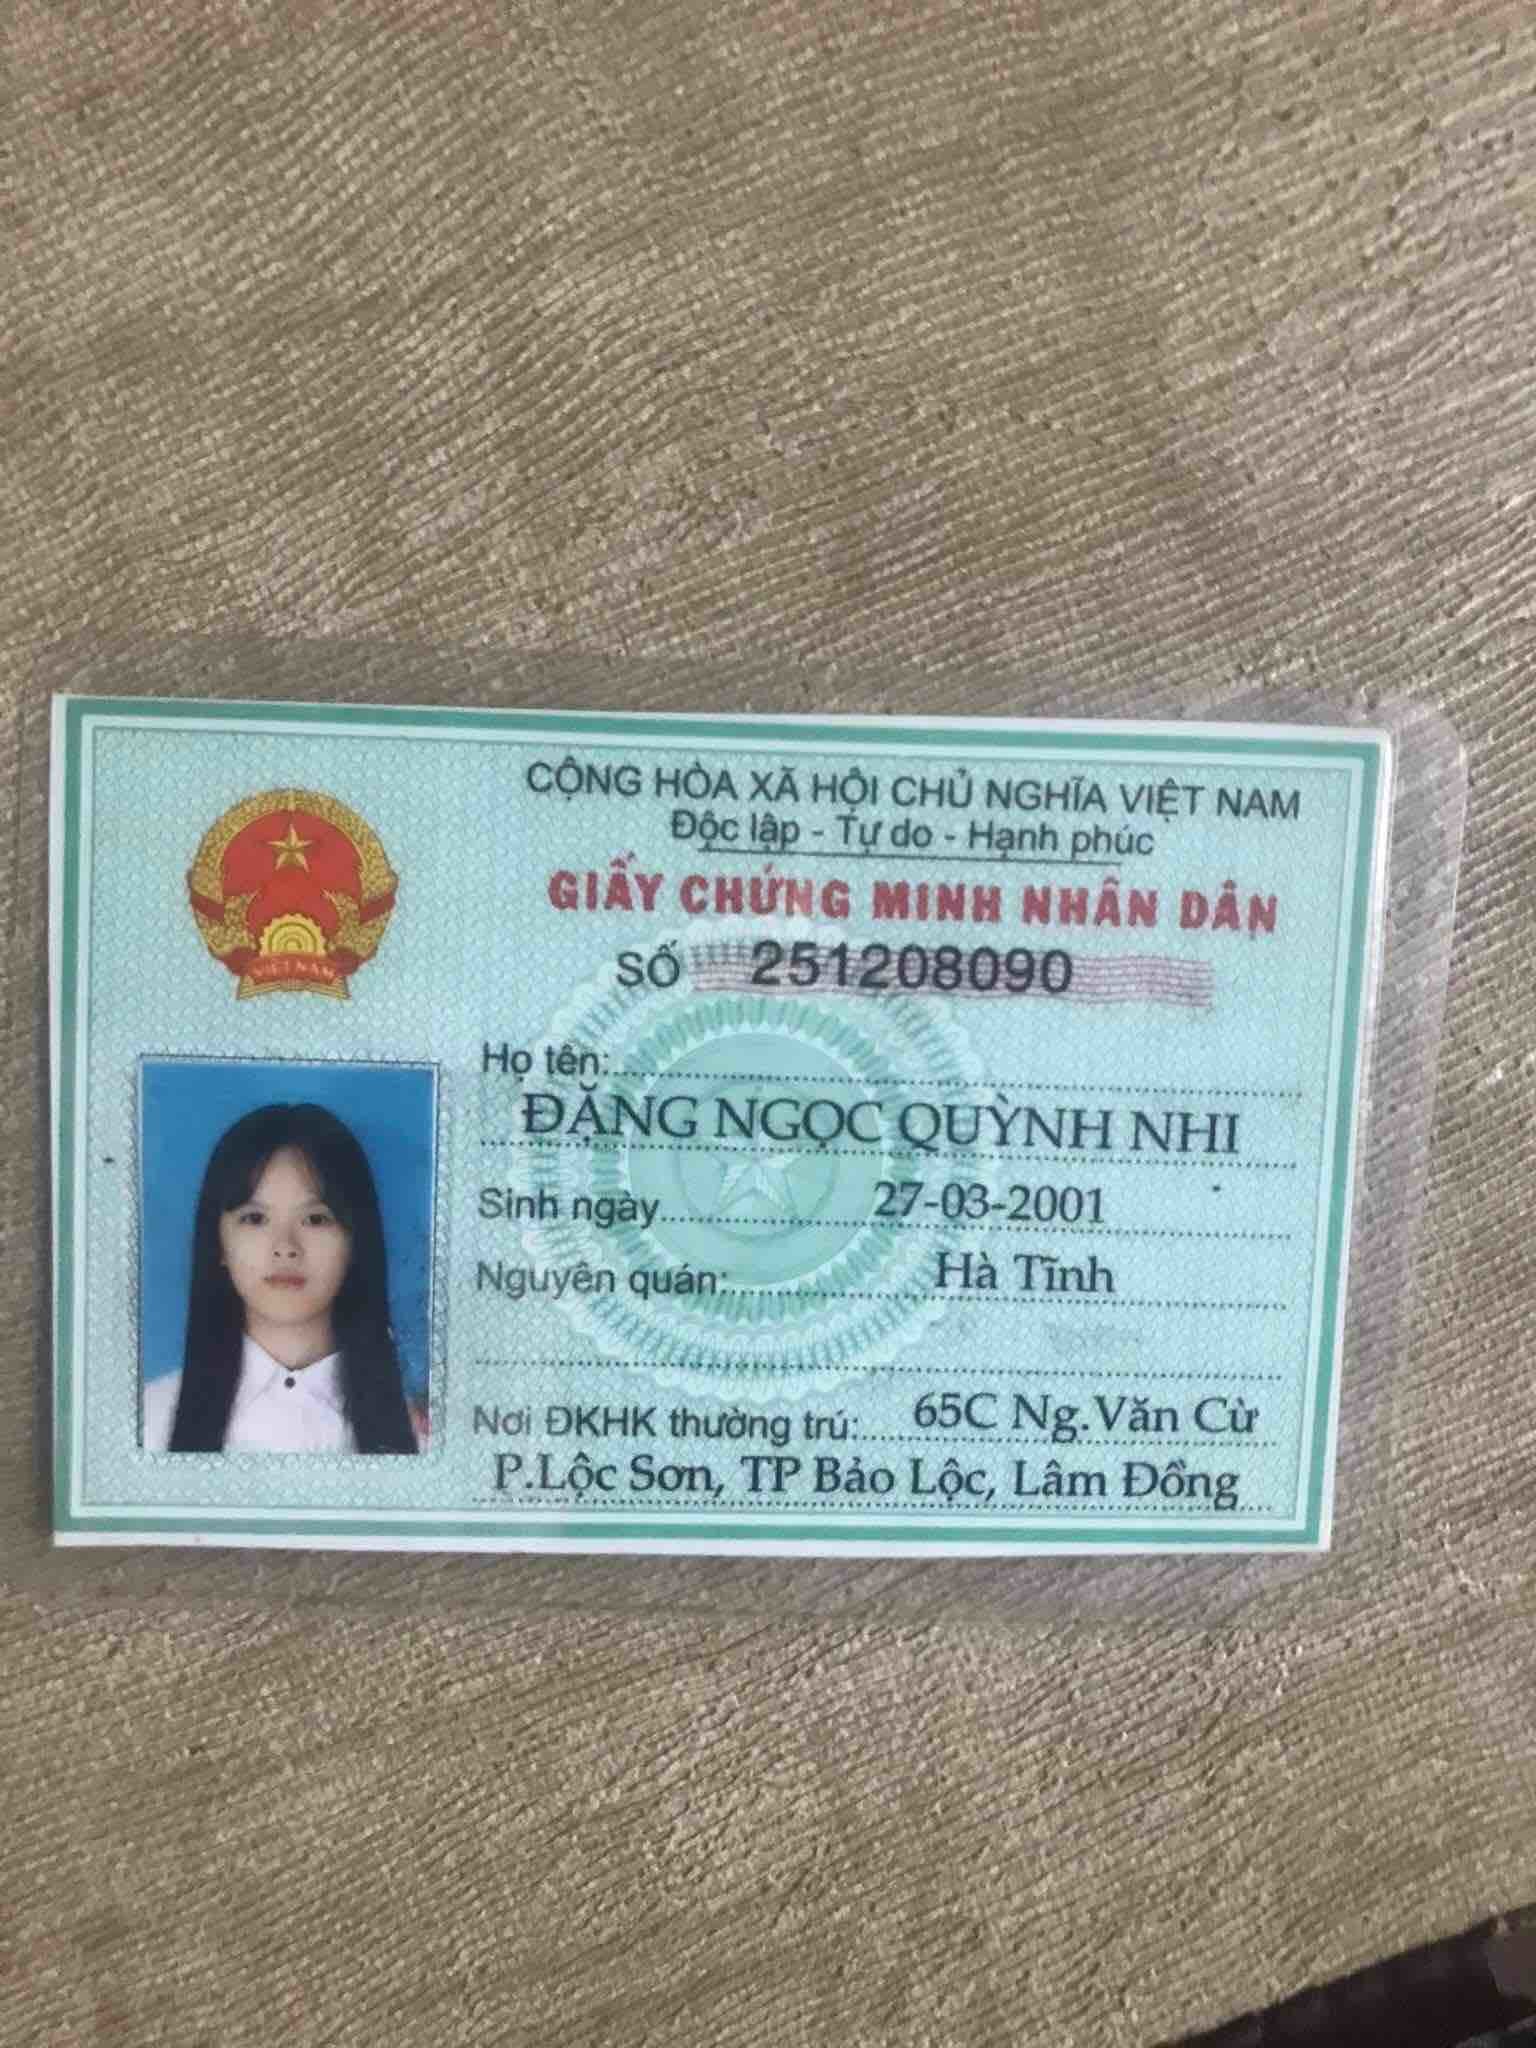 CỘNG HÒA XÃ HỘI CHỦ NGHĨA VIỆT NAM
Độc lập - Tự do - Hạnh phúc
GIẤY CHỨNG MINH NHÂN DÂN
SỐ 251208090
VIỆT NAM
Họ tên:
ĐẶNG NGỌC QUỲNH NHI
Sinh ngày 27-03-2001
Nguyên quán: Hà Tĩnh
Nơi ĐKHK thường trú: 65C Ng.Văn Cừ
P.Lộc Sơn, TP Bảo Lộc, Lâm Đồng